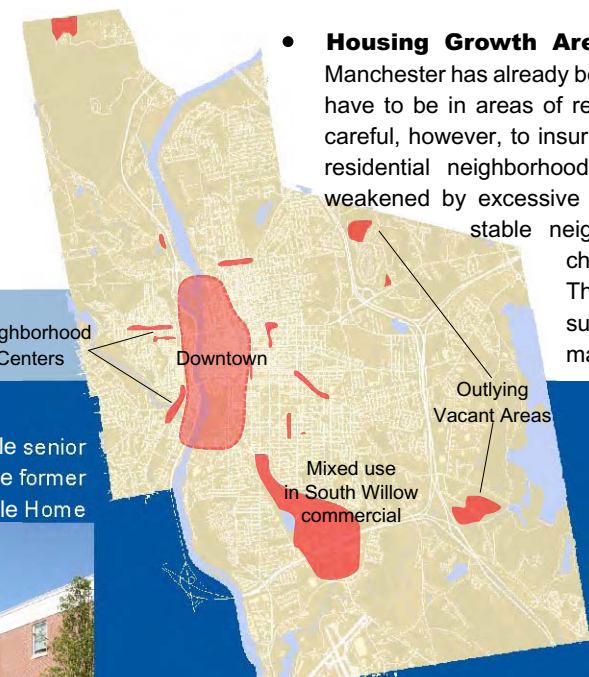 • Housing Growth Are
Manchester has already be
have to be in areas of re
careful, however, to insur
residential neighborhood
weakened by excessive
stable neig
ch
Th
su
ma
ghborhood
Centers
Downtown
Outlying
Vacant Areas
Mixed use
in South Willow
commercial
le senior
e former
le Home